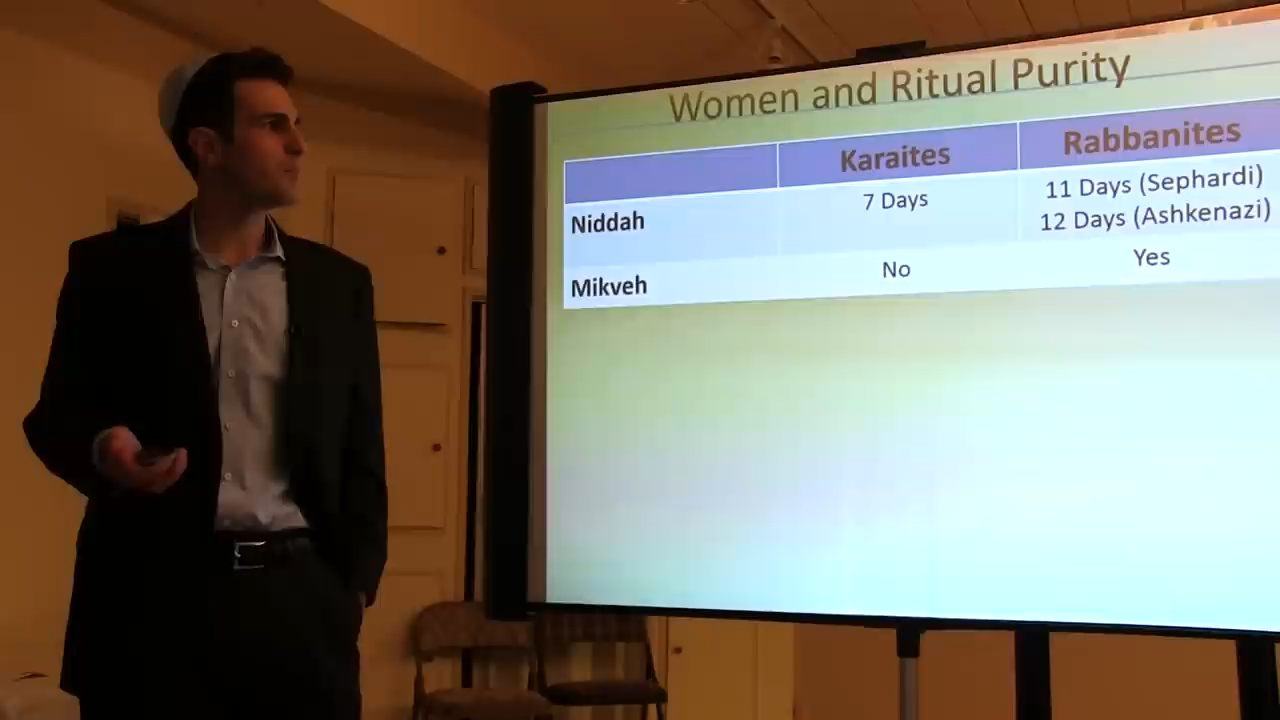 Women and Ritual Purity
Karaites Rabbanites
Niddah 7 Days 11 Days (Sephardi)
12 Days (Ashkenazi)
Mikveh No Yes